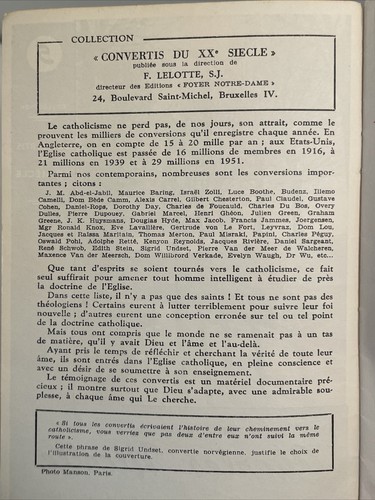 COLLECTION
« CONVERTIS DU XXe SIECLE »
publiée sous la direction de
F. LELOTTE, S.J.
directeur des Editions « FOYER NOTRE-DAME »
24, Boulevard Saint-Michel, Bruxelles IV.
Le catholicisme ne perd pas, de nos jours, son attrait, comme le
prouvent les milliers de conversions qu'il enregistre chaque année. En
Angleterre, on en compte de 15 à 20 mille par an ; aux Etats-Unis,
l'Eglise catholique est passée de 16 millions de membres en 1916, à
21 millions en 1939 et à 29 millions en 1951.
Parmi nos contemporains, nombreuses sont les conversions impor-
tantes ; citons :
J. M. Abd-el-Jabil, Maurice Baring, Israël Zolli, Luce Boothe, Budenz, Ildemo
Camelli, Dom Bède Camm, Alexis Carrel, Gilbert Chesterton, Paul Claudel, Gustave
Cohen, Daniel-Rops, Dorothy Day, Charles de Foucauld, Charles Du Bos, Avery
Dulles, Pierre Dupouey, Gabriel Marcel, Henri Ghéon, Julien Green, Graham
Greene, J. K. Huysmans, Douglas Hyde, Max Jacob, Francis Jammes, Joergensen,
Mgr Ronald Knox, Eve Lavallière, Gertrude von Le Fort, Leyvraz, Dom Lou,
Jacques et Raïssa Maritain, Thomas Merton, Paul Mieraki, Papini, Charles Péguy,
Oswald Pohl, Adolphe Retté, Kenyon Reynolds, Jacques Rivière, Daniel Sargeant,
René Schwob, Edith Stein, Sigrid Undset, Pierre Van der Meer de Walcheren,
Maxence Van der Meersch, Dom Willibrord Verkade, Evelyn Waugh, Dr Wu, etc...
Que tant d'esprits se soient tournés vers le catholicisme, ce fait
seul suffirait pour amener tout homme intelligent à étudier de près
la doctrine de l'Eglise.
Dans cette liste, il n'y a pas que des saints ! Et tous ne sont pas des
théologiens ! Certains eurent à lutter terriblement pour suivre leur foi
nouvelle ; d'autres eurent une conception erronée sur tel ou tel point
de la doctrine catholique.
Mais tous ont compris que le monde ne se ramenait pas à un tas
de matière, qu'il y avait Dieu et l'âme et l'au-delà.
Ayant pris le temps de réfléchir et cherchant la vérité de toute leur
âme, ils sont entrés dans l'Eglise catholique, en pleine conscience et
avec un désir de se soumettre à son enseignement.
Le témoignage de ces convertis est un matériel documentaire pré-
cieux ; il montre surtout que Dieu s'adapte, avec une admirable sou-
plesse, à chaque âme qui Le cherche.
« Si tous les convertis écrivaient l'histoire de leur cheminement vers le
catholicisme, vous verriez que pas deux d'entre eux n'ont suivi la même
route ».
Cette phrase de Sigrid Undset, convertie norvégienne, justifie le choix de
l'illustration de la couverture.
Photo Manson, Paris.